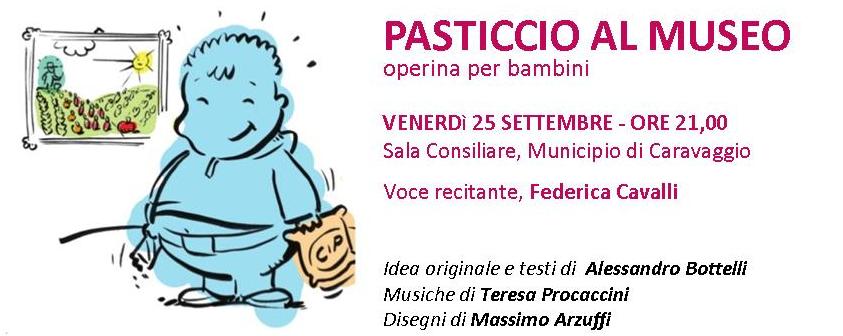 PASTICCIO AL MUSEO
operina per bambini
VENERDì 25 SETTEMBRE - ORE 21,00
Sala Consiliare, Municipio di Caravaggio
Voce recitante, Federica Cavalli
CIP
Idea originale e testi di Alessandro Bottelli
Musiche di Teresa Procaccini
Disegni di Massimo Arzuffi